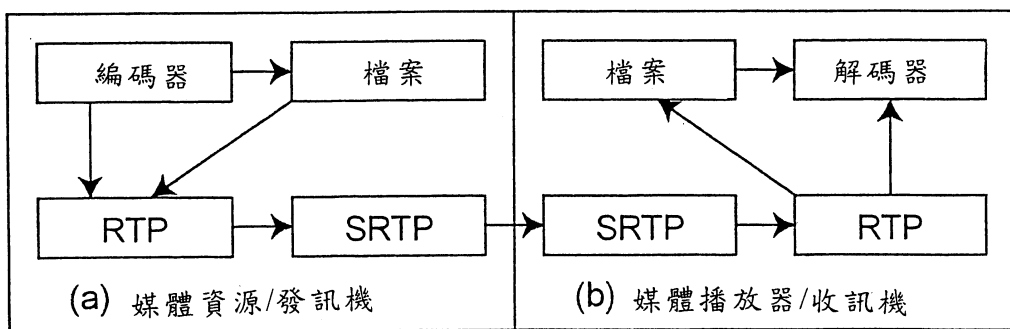 編碼器
檔案
RTP
SRTP
(a) 媒體資源/發訊機
檔案
解碼器
SRTP
RTP
(b) 媒體播放器/收訊機